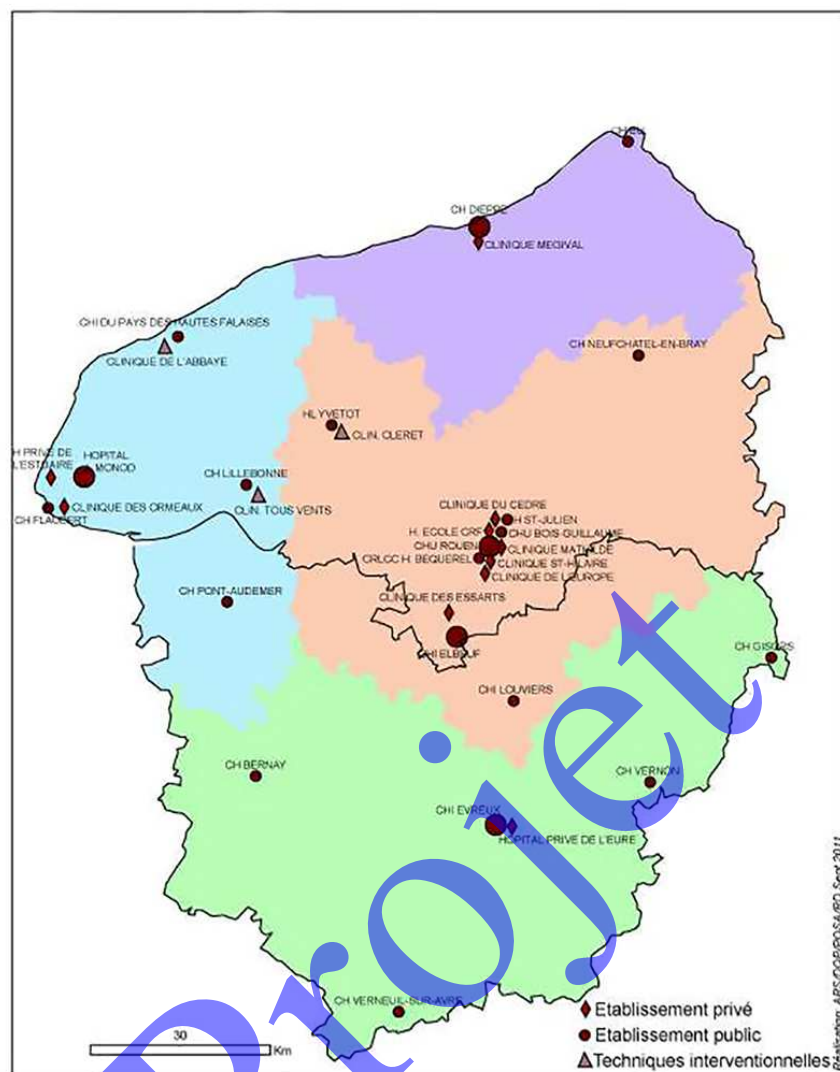 CH EU
CH DIEPPE
CLINIQUE MEGIVAL
CHI DU PAYS DES HAUTES FALAISES
CLINIQUE DE L'ABBAYE
CH NEUFCHATEL-EN-BRAY
HL YVETOT
CLIN. CLERET
H PRIVE DE
L'ESTUAIRE
HOPITAL
MONOD
CH LILLEBONNE
CLINIQUE DES ORMEAUX
CLIN. TOUS VENTS
CH FLAUBERT
CLINIQUE DU CEDRE
CH ST-JULIEN
H. ECOLE CRF
CHU BOIS-GUILLAUME
CHU ROUEN
CLINIQUE MATHILDE
CRLCC H. BEQUEREL
CLINIQUE ST-HILAIRE
CLINIQUE DE L'EUROPE
CH PONT-AUDEMER
CLINIQUE DES ESSARTS
CHI ELBEUF
CH GISORS
CHI LOUVIERS
CH BERNAY
CH VERNON
CHI EVREUX
HOPITAL PRIVE DE L'EURE
CH VERNEUIL-SUR-AVRE
30
Km
Etablissement privé
Etablissement public
Techniques interventionnelles
Projet